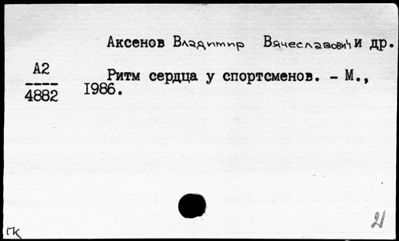 Аксенов Владимир Вячеславович и др.
А2
----
4882
Ритм сердца у спортсменов. – М.,
1986.
21
ГК